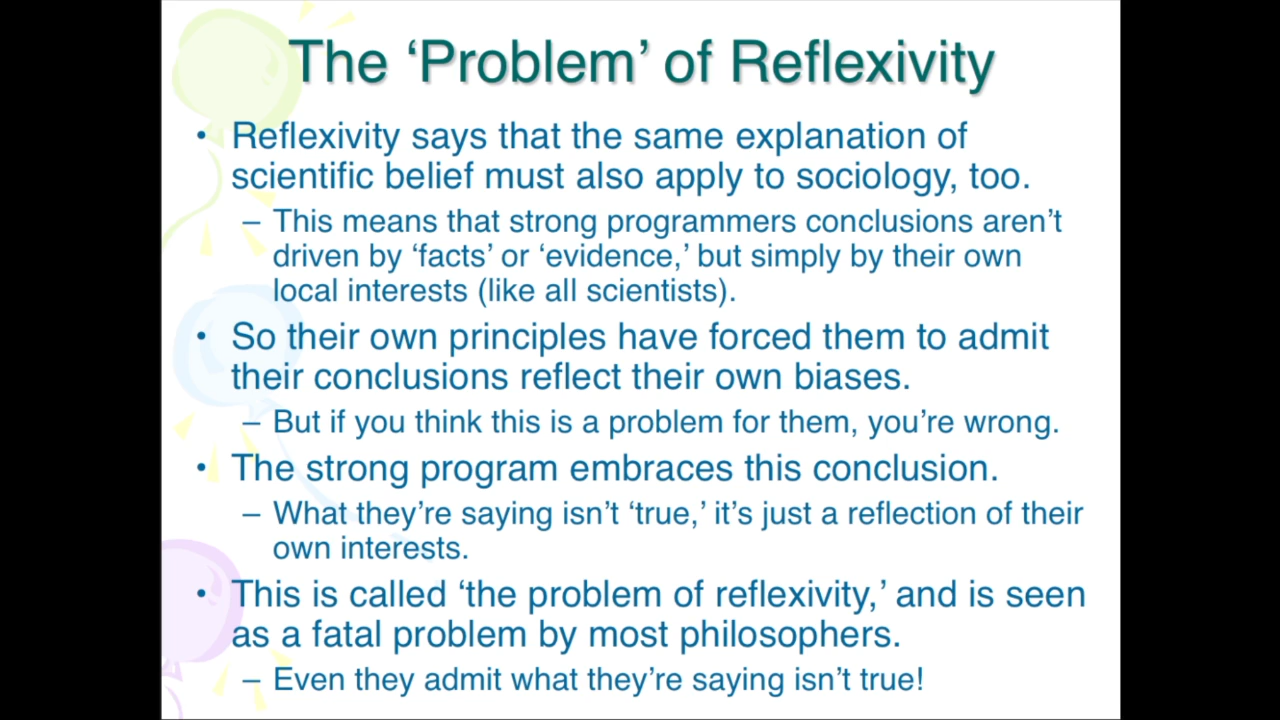 The ‘Problem’ of Reflexivity
• Reflexivity says that the same explanation of
scientific belief must also apply to sociology, too.
– This means that strong programmers conclusions aren’t
driven by ‘facts’ or ‘evidence,’ but simply by their own
local interests (like all scientists).
• So their own principles have forced them to admit
their conclusions reflect their own biases.
– But if you think this is a problem for them, you’re wrong.
• The strong program embraces this conclusion.
– What they’re saying isn’t ‘true,’ it’s just a reflection of their
own interests.
• This is called ‘the problem of reflexivity,’ and is seen
as a fatal problem by most philosophers.
– Even they admit what they’re saying isn’t true!